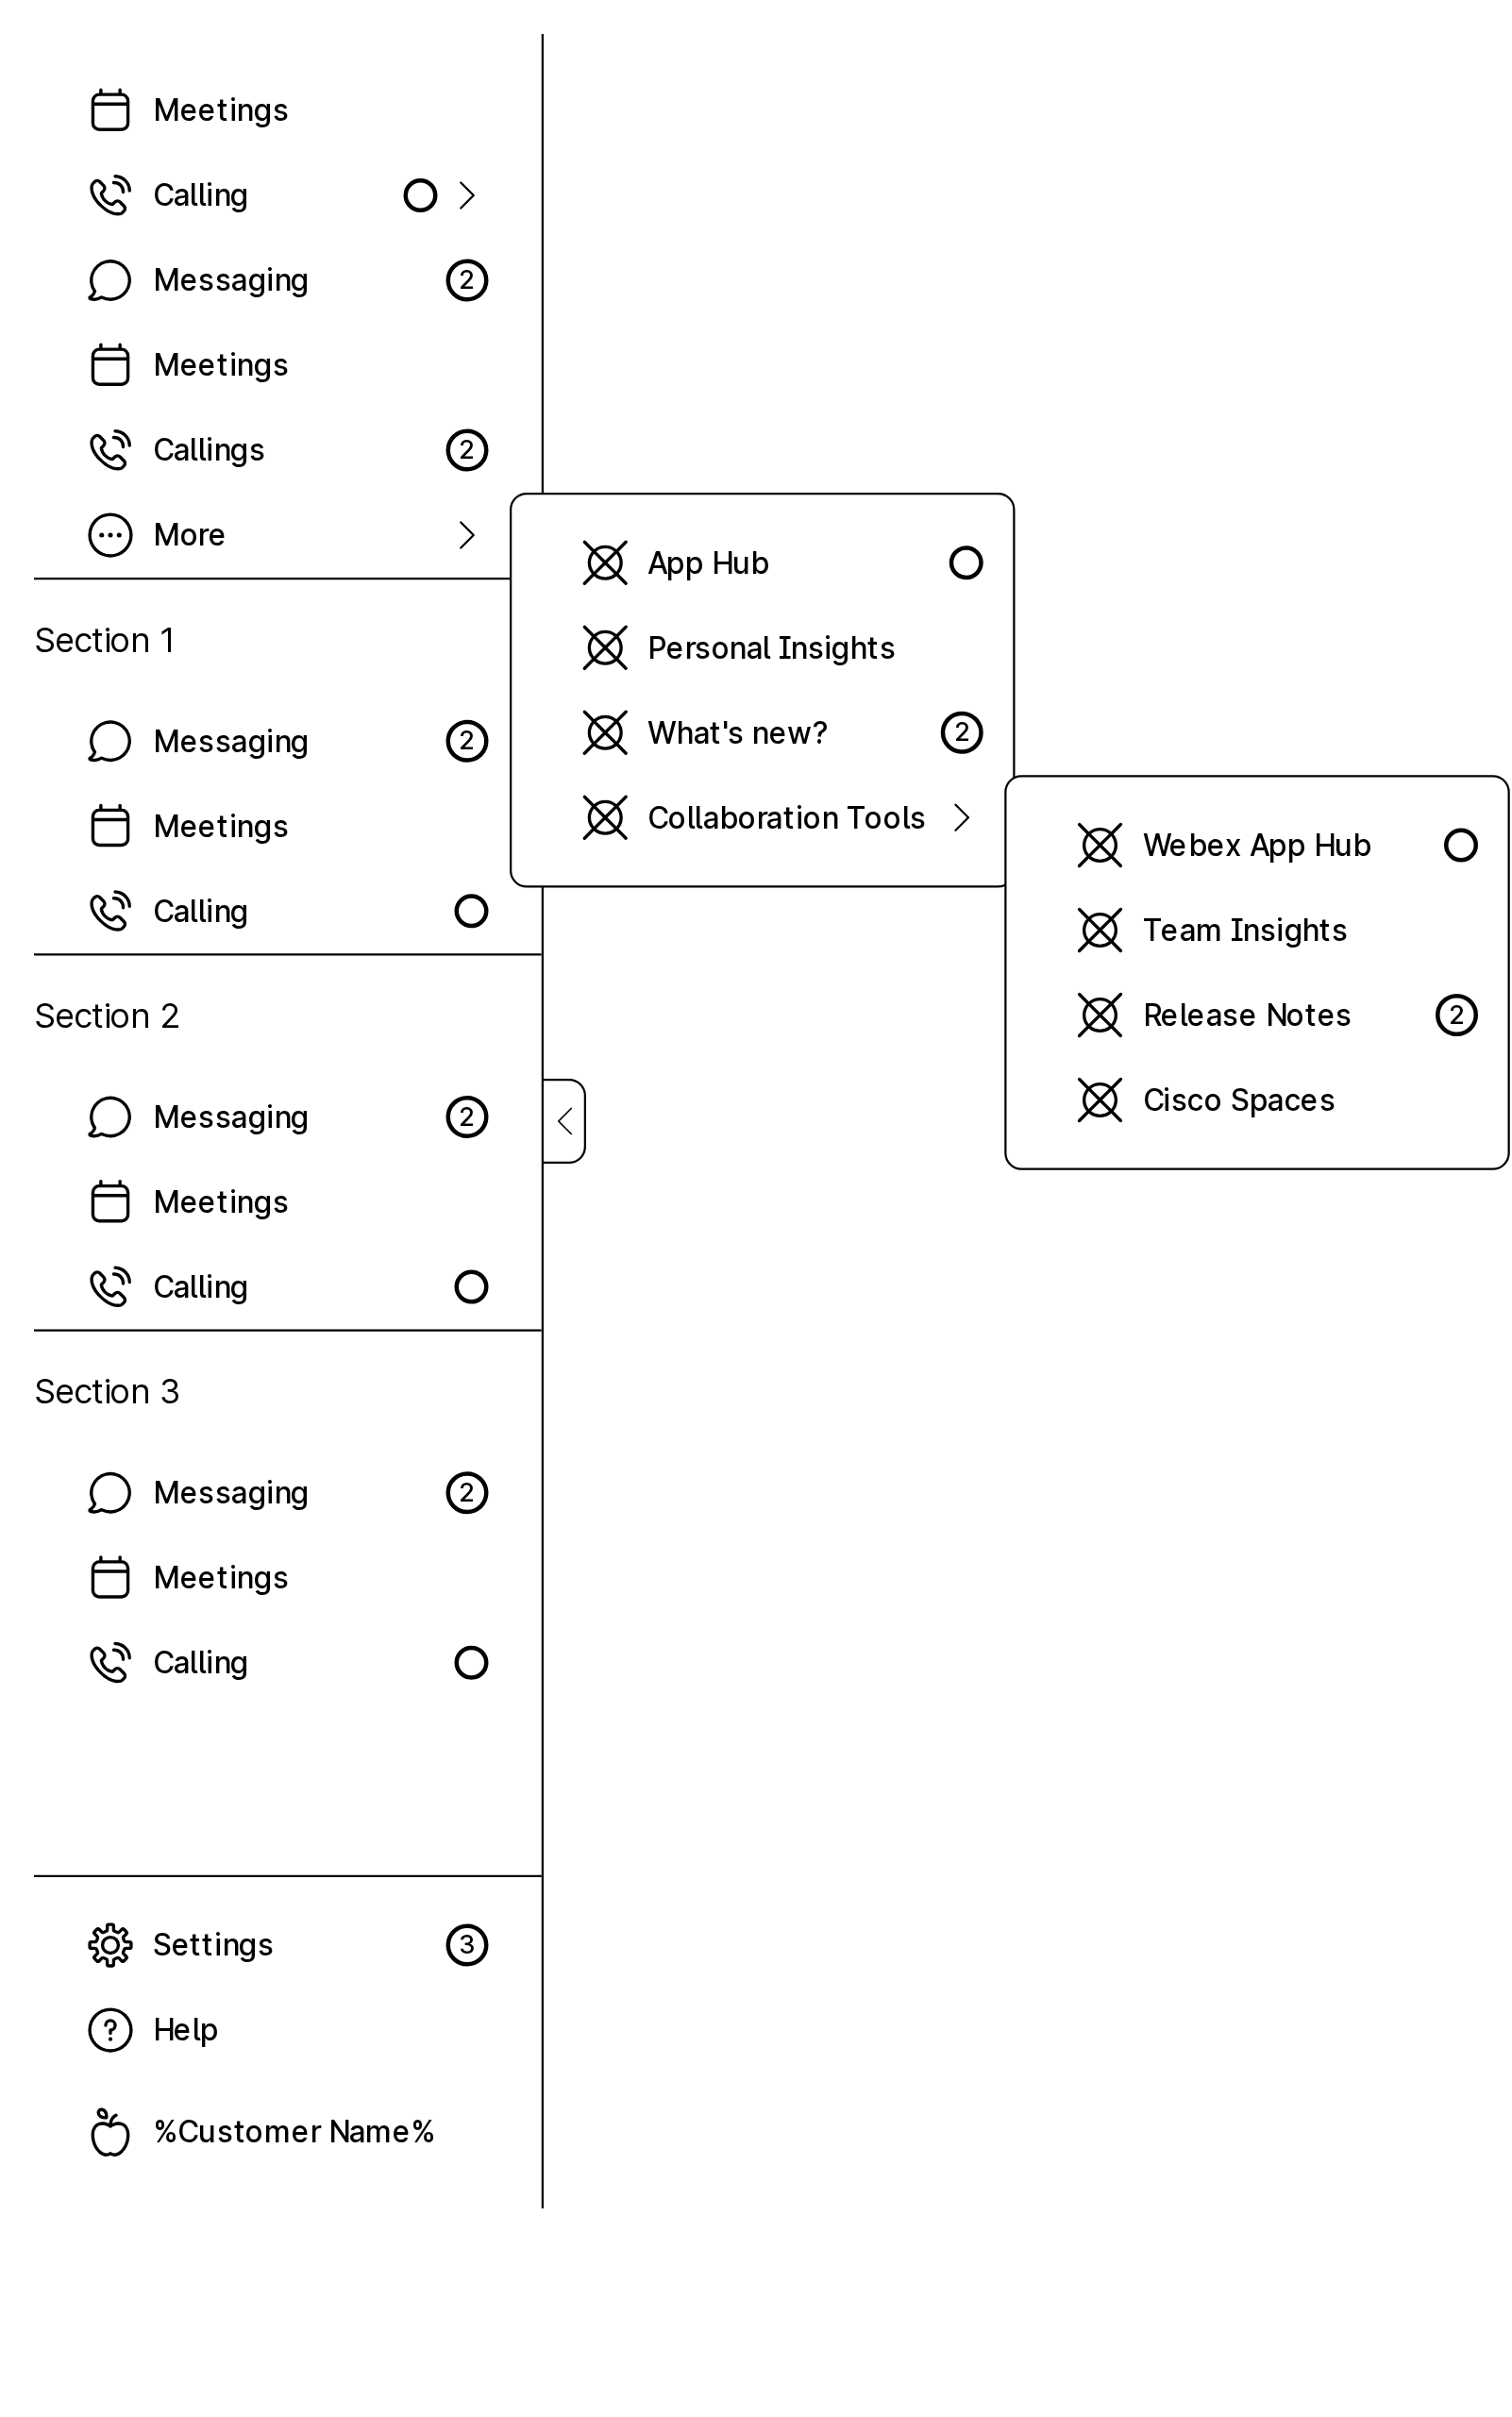 Meetings
Calling
Messaging 2
Meetings
Callings 2
More
Section 1
Messaging 2
Meetings
Calling
Section 2
Messaging 2
Meetings
Calling
Section 3
Messaging 2
Meetings
Calling
Settings 3
Help
%Customer Name%
App Hub
Personal Insights
What's new? 2
Collaboration Tools
Webex App Hub
Team Insights
Release Notes 2
Cisco Spaces